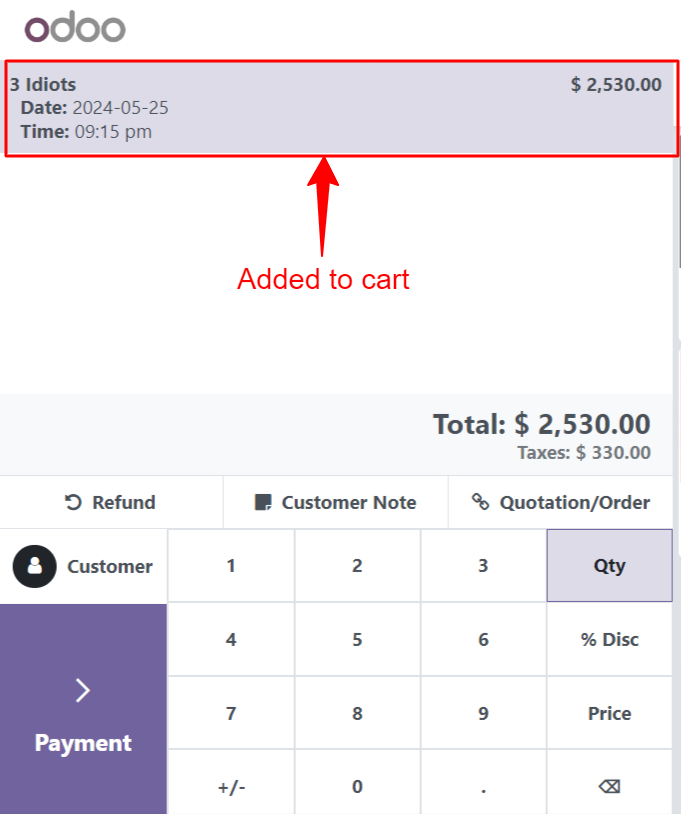 odoo
3 Idiots $ 2,530.00
Date: 2024-05-25
Time: 09:15 pm
Added to cart
Total: $ 2,530.00
Taxes: $ 330.00
Refund Customer Note Quotation/Order
Customer 1 2 3 Qty
4 5 6 % Disc
7 8 9 Price
Payment
+/- 0 .